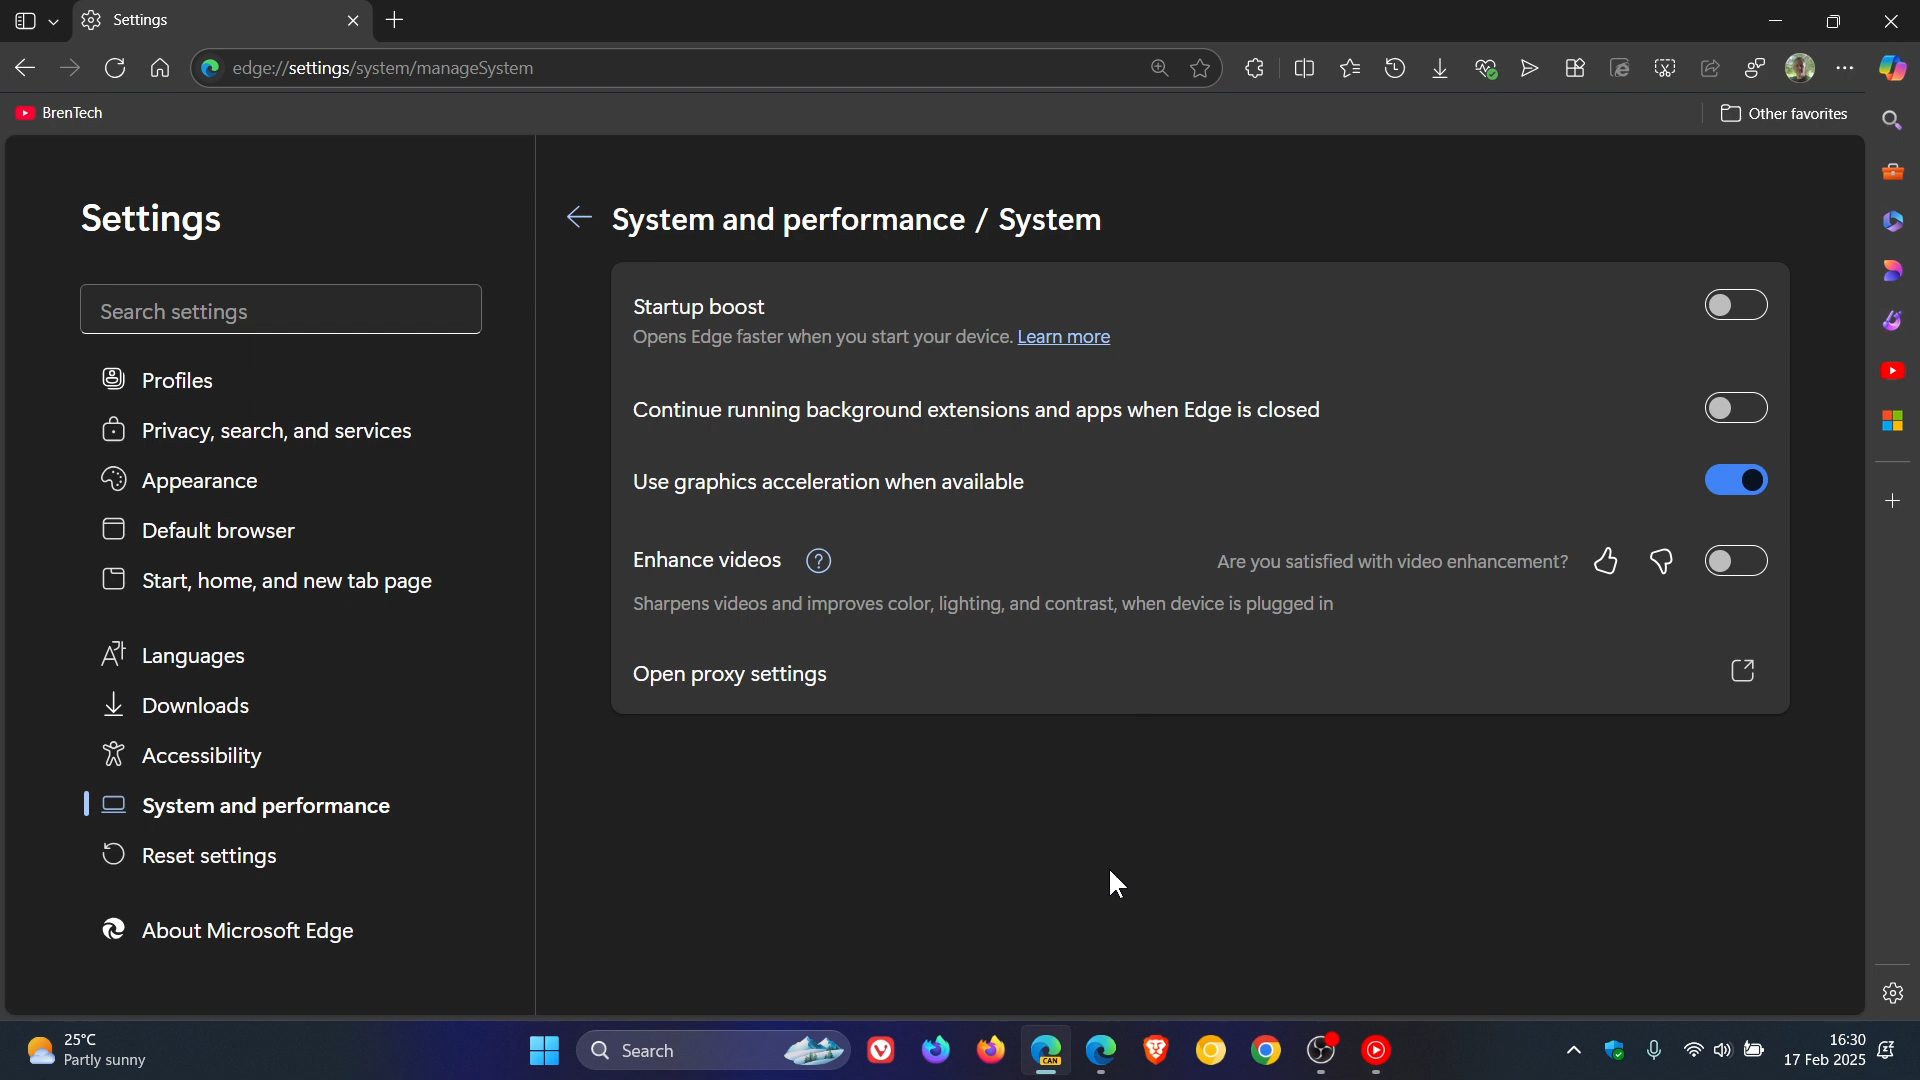 Settings
edge://settings/system/manageSystem
BrenTech
Other favorites
Settings
Search settings
Profiles
Privacy, search, and services
Appearance
Default browser
Start, home, and new tab page
Languages
Downloads
Accessibility
System and performance
Reset settings
About Microsoft Edge
System and performance / System
Startup boost
Opens Edge faster when you start your device. Learn more
Continue running background extensions and apps when Edge is closed
Use graphics acceleration when available
Enhance videos
Are you satisfied with video enhancement?
Sharpens videos and improves color, lighting, and contrast, when device is plugged in
Open proxy settings
25°C
Partly sunny
Search
CAN
16:30
17 Feb 2025